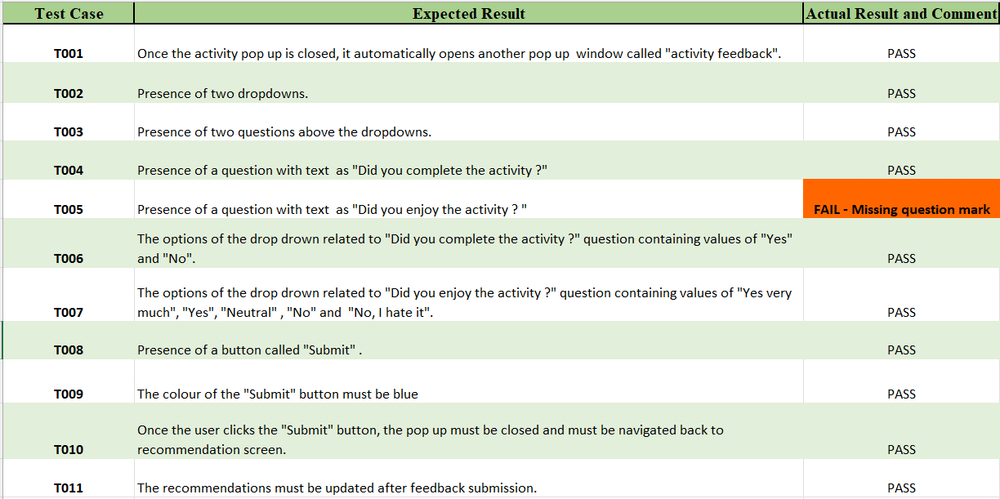 Test Case Expected Result Actual Result and Comment
T001 Once the activity pop up is closed, it automatically opens another pop up  window called "activity feedback". PASS
T002 Presence of two dropdowns. PASS
T003 Presence of two questions above the dropdowns. PASS
T004 Presence of a question with text  as "Did you complete the activity ?" PASS
T005 Presence of a question with text  as "Did you enjoy the activity ? " FAIL - Missing question mark
The options of the drop drown related to "Did you complete the activity ?" question containing values of "Yes"
T006 and "No". PASS
The options of the drop drown related to "Did you enjoy the activity ?" question containing values of "Yes very
T007 much", "Yes", "Neutral" , "No" and  "No, I hate it". PASS
T008 Presence of a button called "Submit" . PASS
T009 The colour of the "Submit" button must be blue PASS
Once the user clicks the "Submit" button, the pop up must be closed and must be navigated back to
T010 recommendation screen. PASS
T011 The recommendations must be updated after feedback submission. PASS